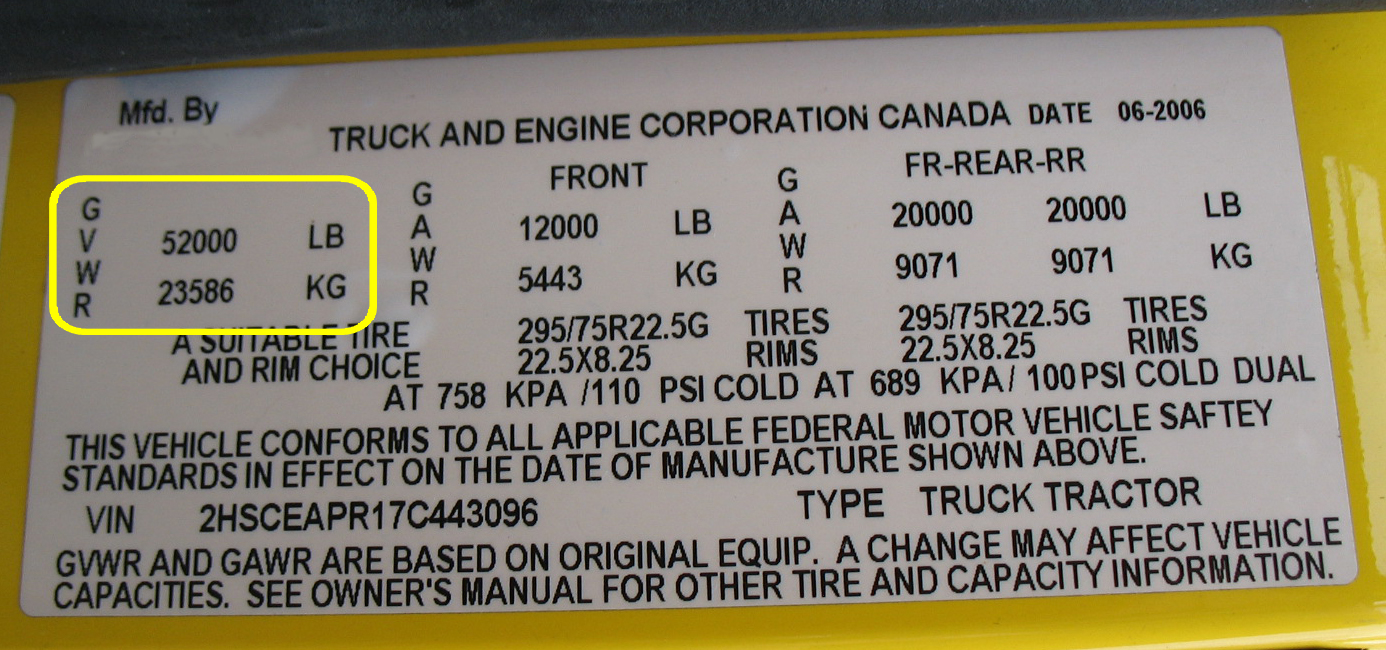 Mfd. By
TRUCK AND ENGINE CORPORATION CANADA DATE 06-2006
GVWR 52000 LB 23586 KG
GAWR FRONT 12000 LB 5443 KG
GAWR FR-REAR-RR 20000 20000 LB 9071 9071 KG
A SUITABLE TIRE 295/75R22.5G TIRES 295/75R22.5G TIRES
AND RIM CHOICE 22.5X8.25 RIMS 22.5X8.25 RIMS
AT 758 KPA /110 PSI COLD AT 689 KPA/ 100PSI COLD DUAL
THIS VEHICLE CONFORMS TO ALL APPLICABLE FEDERAL MOTOR VEHICLE SAFTEY
STANDARDS IN EFFECT ON THE DATE OF MANUFACTURE SHOWN ABOVE.
VIN 2HSCEAPR17C443096 TYPE TRUCK TRACTOR
GVWR AND GAWR ARE BASED ON ORIGINAL EQUIP. A CHANGE MAY AFFECT VEHICLE
CAPACITIES. SEE OWNER'S MANUAL FOR OTHER TIRE AND CAPACITY INFORMATION.